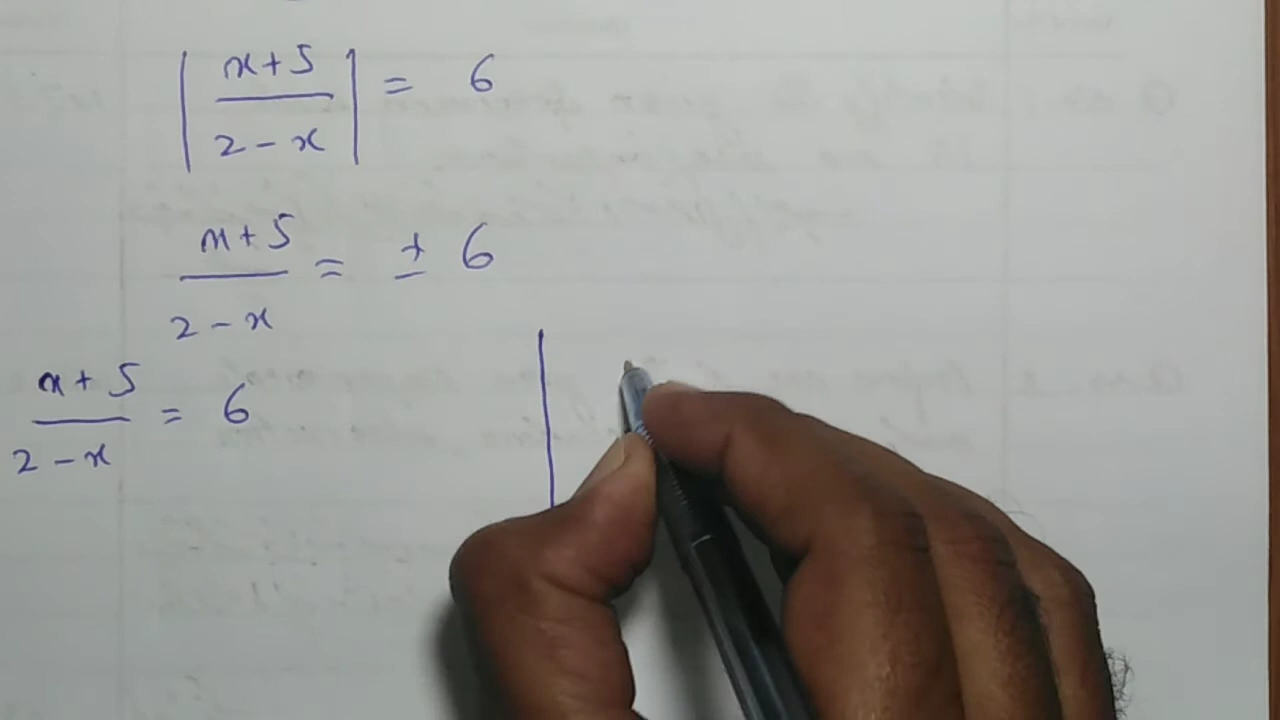 |x+5 / 2-x| = 6
x+5 / 2-x = ± 6
x+5 / 2-x = 6